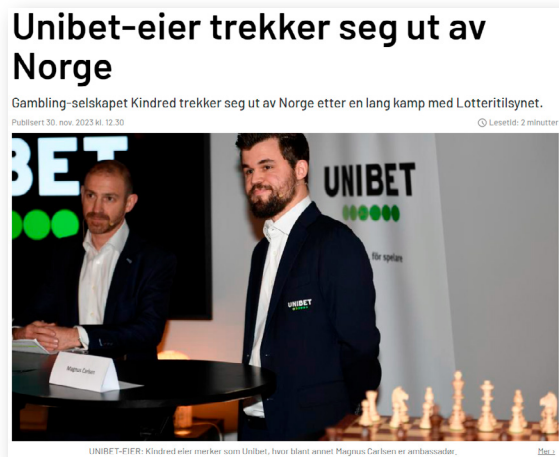 Unibet-eier trekker seg ut av
Norge
Gambling-selskapet Kindred trekker seg ut av Norge etter en lang kamp med Lotteritilsynet.
Publisert 30. nov. 2023 kl. 12.30
Lesetid: 2 minutter
BET
UNIBET
för spelare
UNIBET
Magnus Carlsen
UNIBET-EIER: Kindred eier merker som Unibet, hvor blant annet Magnus Carlsen er ambassadør.
Mer